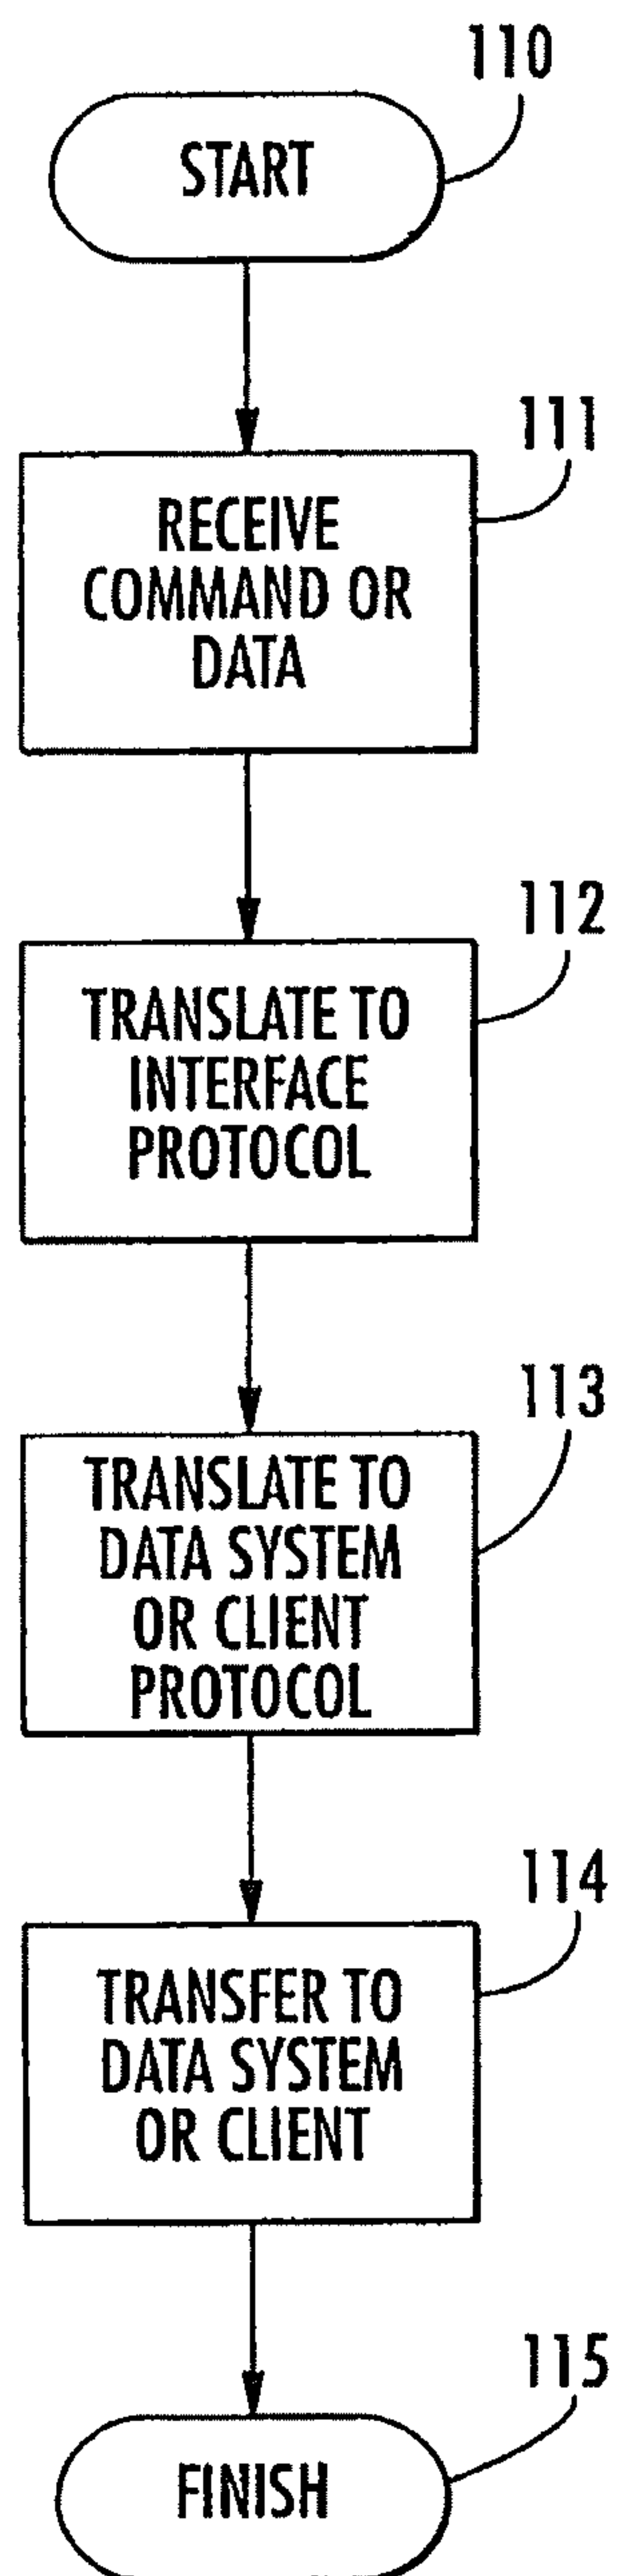 110
START
111
RECEIVE
COMMAND OR
DATA
112
TRANSLATE TO
INTERFACE
PROTOCOL
113
TRANSLATE TO
DATA SYSTEM
OR CLIENT
PROTOCOL
114
TRANSFER TO
DATA SYSTEM
OR CLIENT
115
FINISH